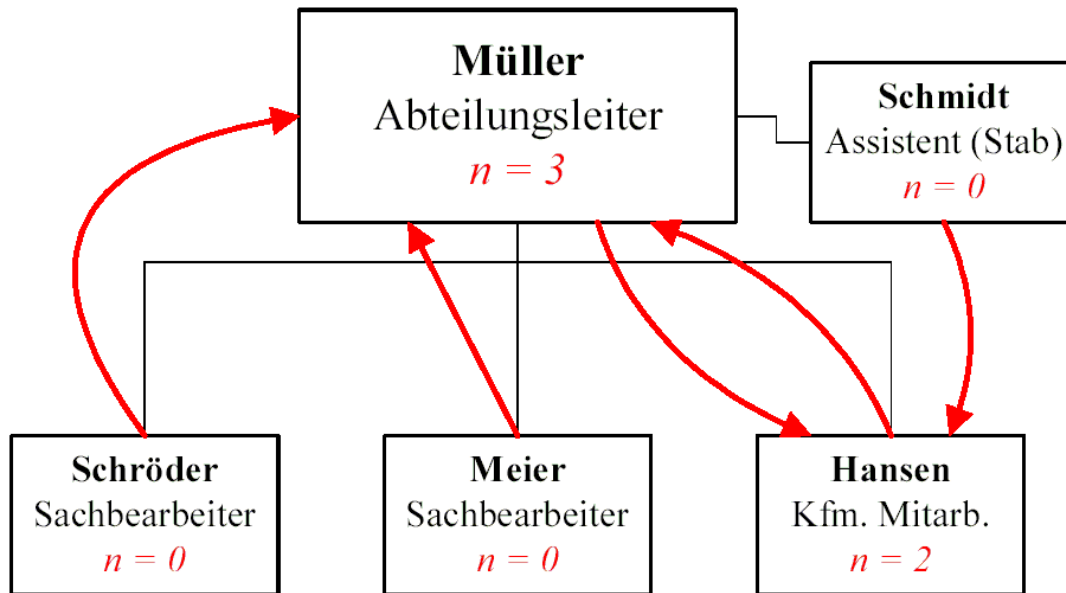 Müller
Abteilungsleiter
n = 3
Schmidt
Assistent (Stab)
n = 0
Schröder
Sachbearbeiter
n = 0
Meier
Sachbearbeiter
n = 0
Hansen
Kfm. Mitarb.
n = 2